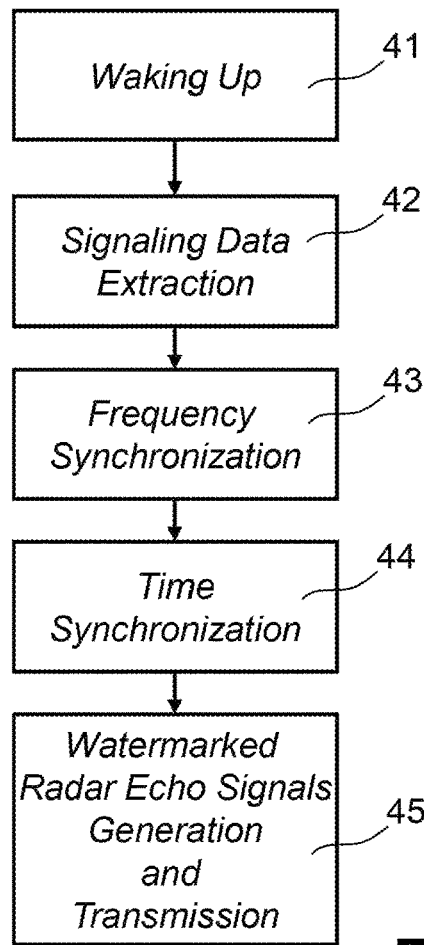 Waking Up
41
Signaling Data
Extraction
42
Frequency
Synchronization
43
Time
Synchronization
44
Watermarked
Radar Echo Signals
Generation
and
Transmission
45